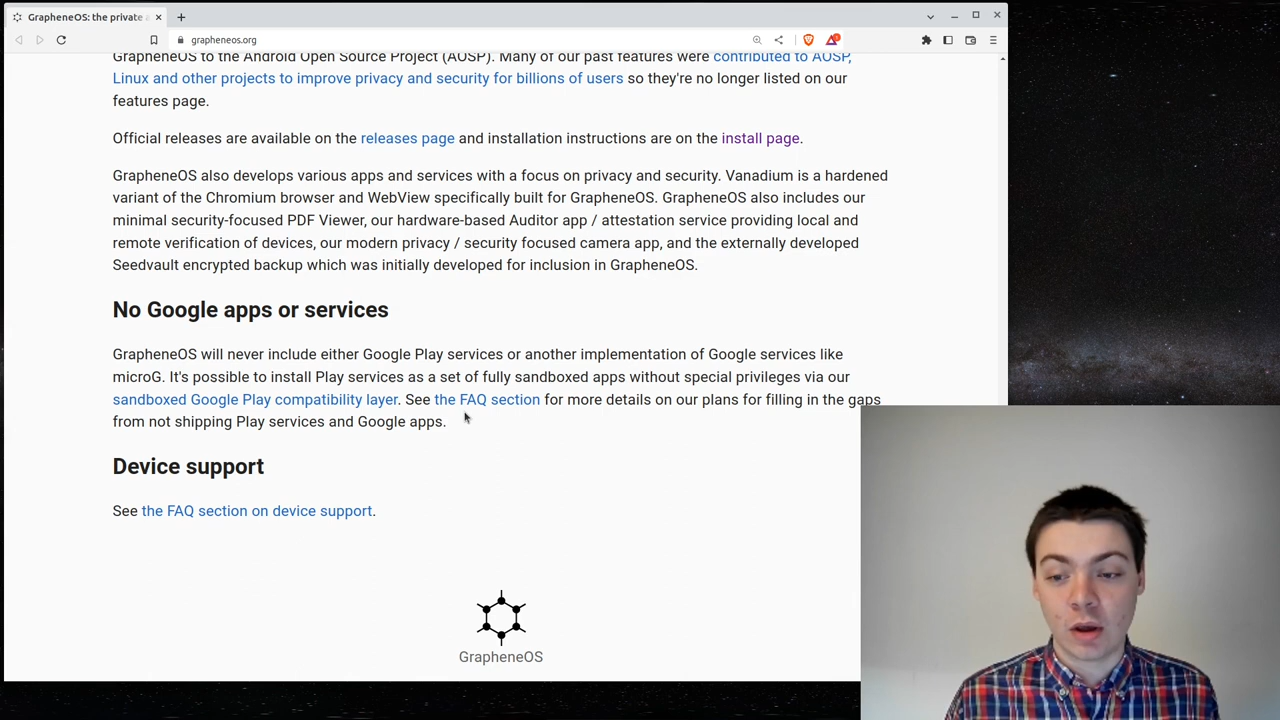 GrapheneOS: the private a
grapheneos.org
GrapheneOS to the Android Open Source Project (AOSP). Many of our past features were contributed to AOSP,
Linux and other projects to improve privacy and security for billions of users so they're no longer listed on our
features page.
Official releases are available on the releases page and installation instructions are on the install page.
GrapheneOS also develops various apps and services with a focus on privacy and security. Vanadium is a hardened
variant of the Chromium browser and WebView specifically built for GrapheneOS. GrapheneOS also includes our
minimal security-focused PDF Viewer, our hardware-based Auditor app / attestation service providing local and
remote verification of devices, our modern privacy / security focused camera app, and the externally developed
Seedvault encrypted backup which was initially developed for inclusion in GrapheneOS.
No Google apps or services
GrapheneOS will never include either Google Play services or another implementation of Google services like
microG. It's possible to install Play services as a set of fully sandboxed apps without special privileges via our
sandboxed Google Play compatibility layer. See the FAQ section for more details on our plans for filling in the gaps
from not shipping Play services and Google apps.
Device support
See the FAQ section on device support.
GrapheneOS